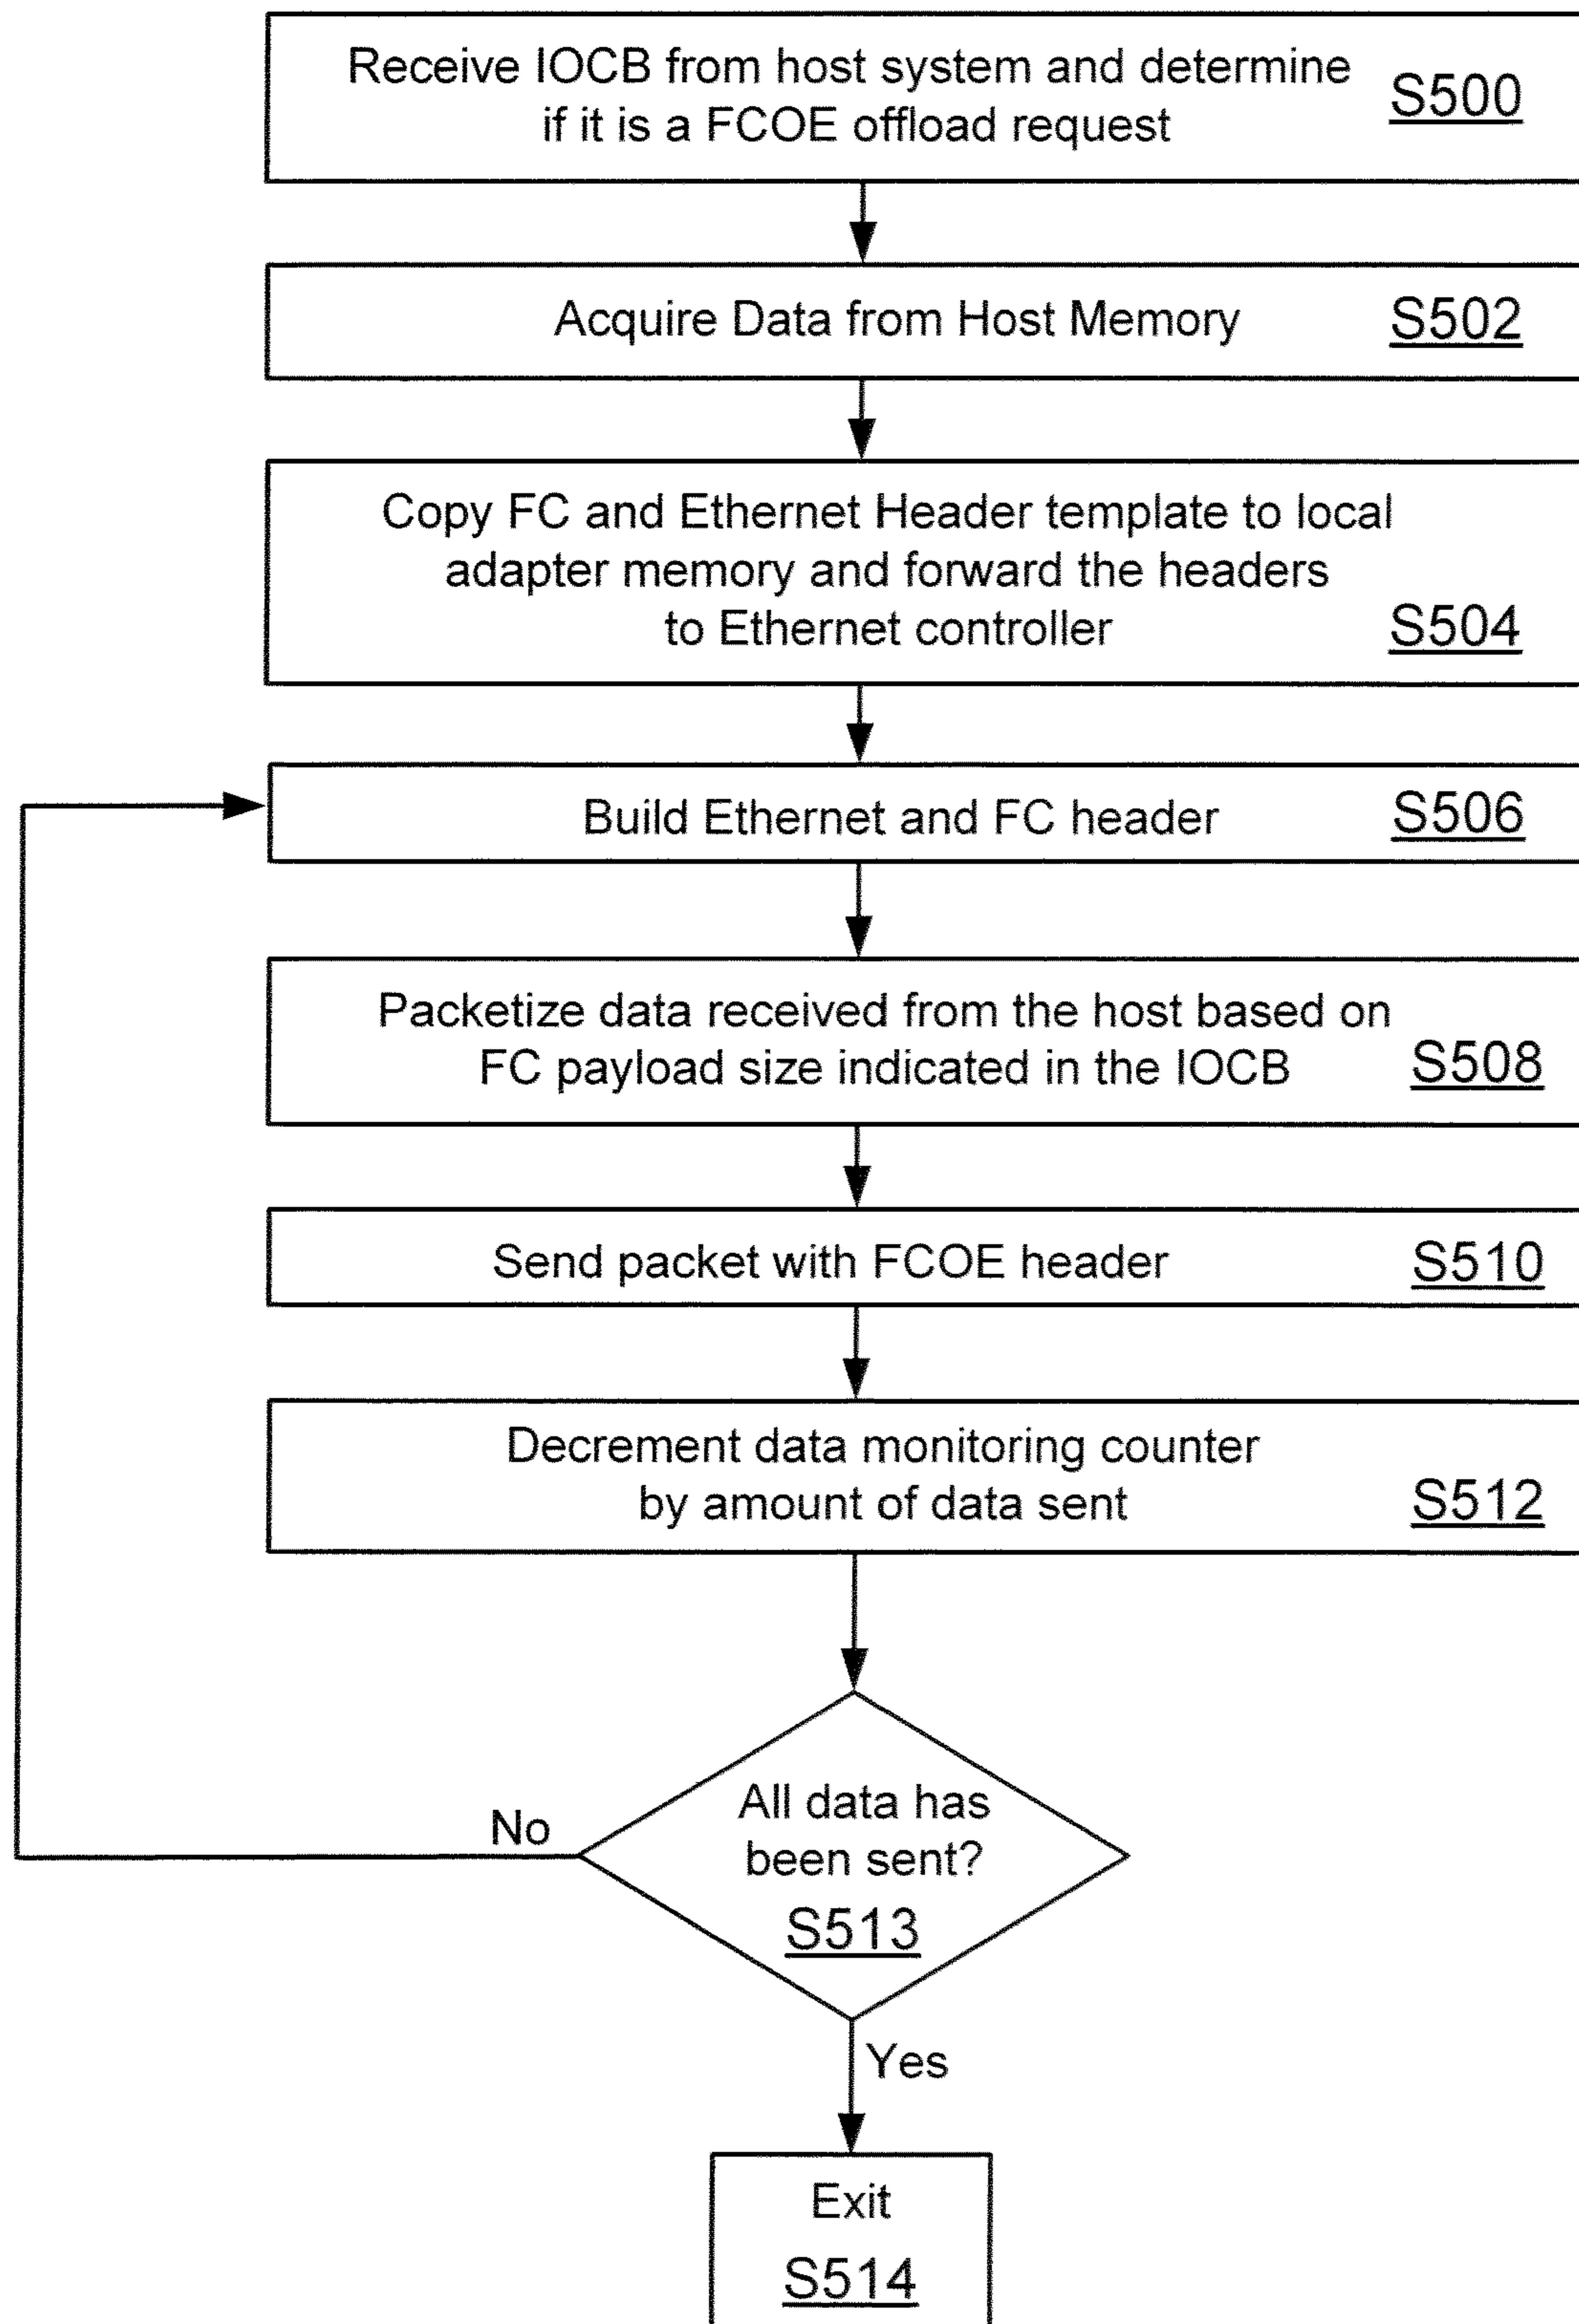 Receive IOCB from host system and determine
if it is a FCOE offload request
S500
Acquire Data from Host Memory
S502
Copy FC and Ethernet Header template to local
adapter memory and forward the headers
to Ethernet controller
S504
Build Ethernet and FC header
S506
Packetize data received from the host based on
FC payload size indicated in the IOCB
S508
Send packet with FCOE header
S510
Decrement data monitoring counter
by amount of data sent
S512
All data has
been sent?
S513
No
Yes
Exit
S514